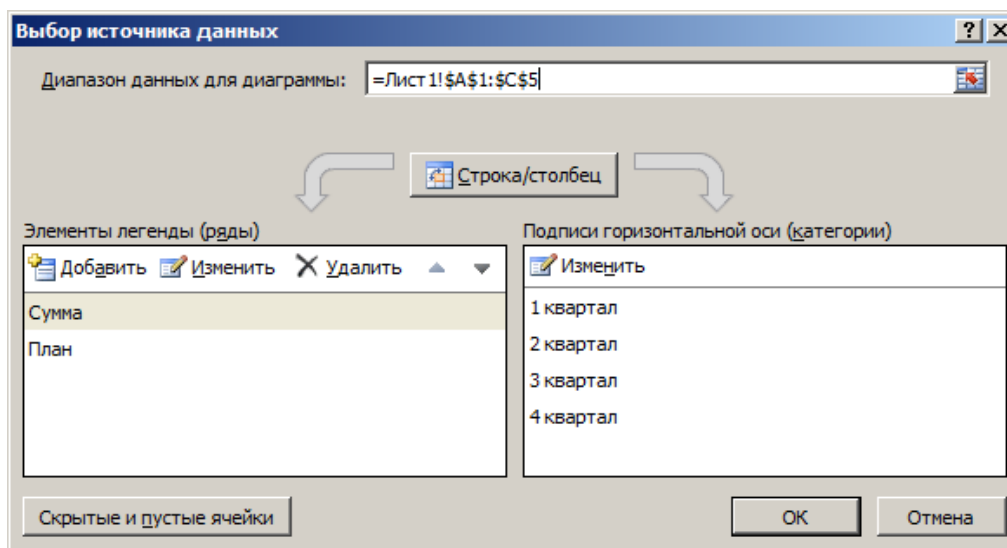 Выбор источника данных
Диапазон данных для диаграммы: =Лист1!$A$1:$C$5
Строка/столбец
Элементы легенды (ряды)
Добавить Изменить Удалить
Сумма
План
Подписи горизонтальной оси (категории)
Изменить
1 квартал
2 квартал
3 квартал
4 квартал
Скрытые и пустые ячейки
ОК Отмена